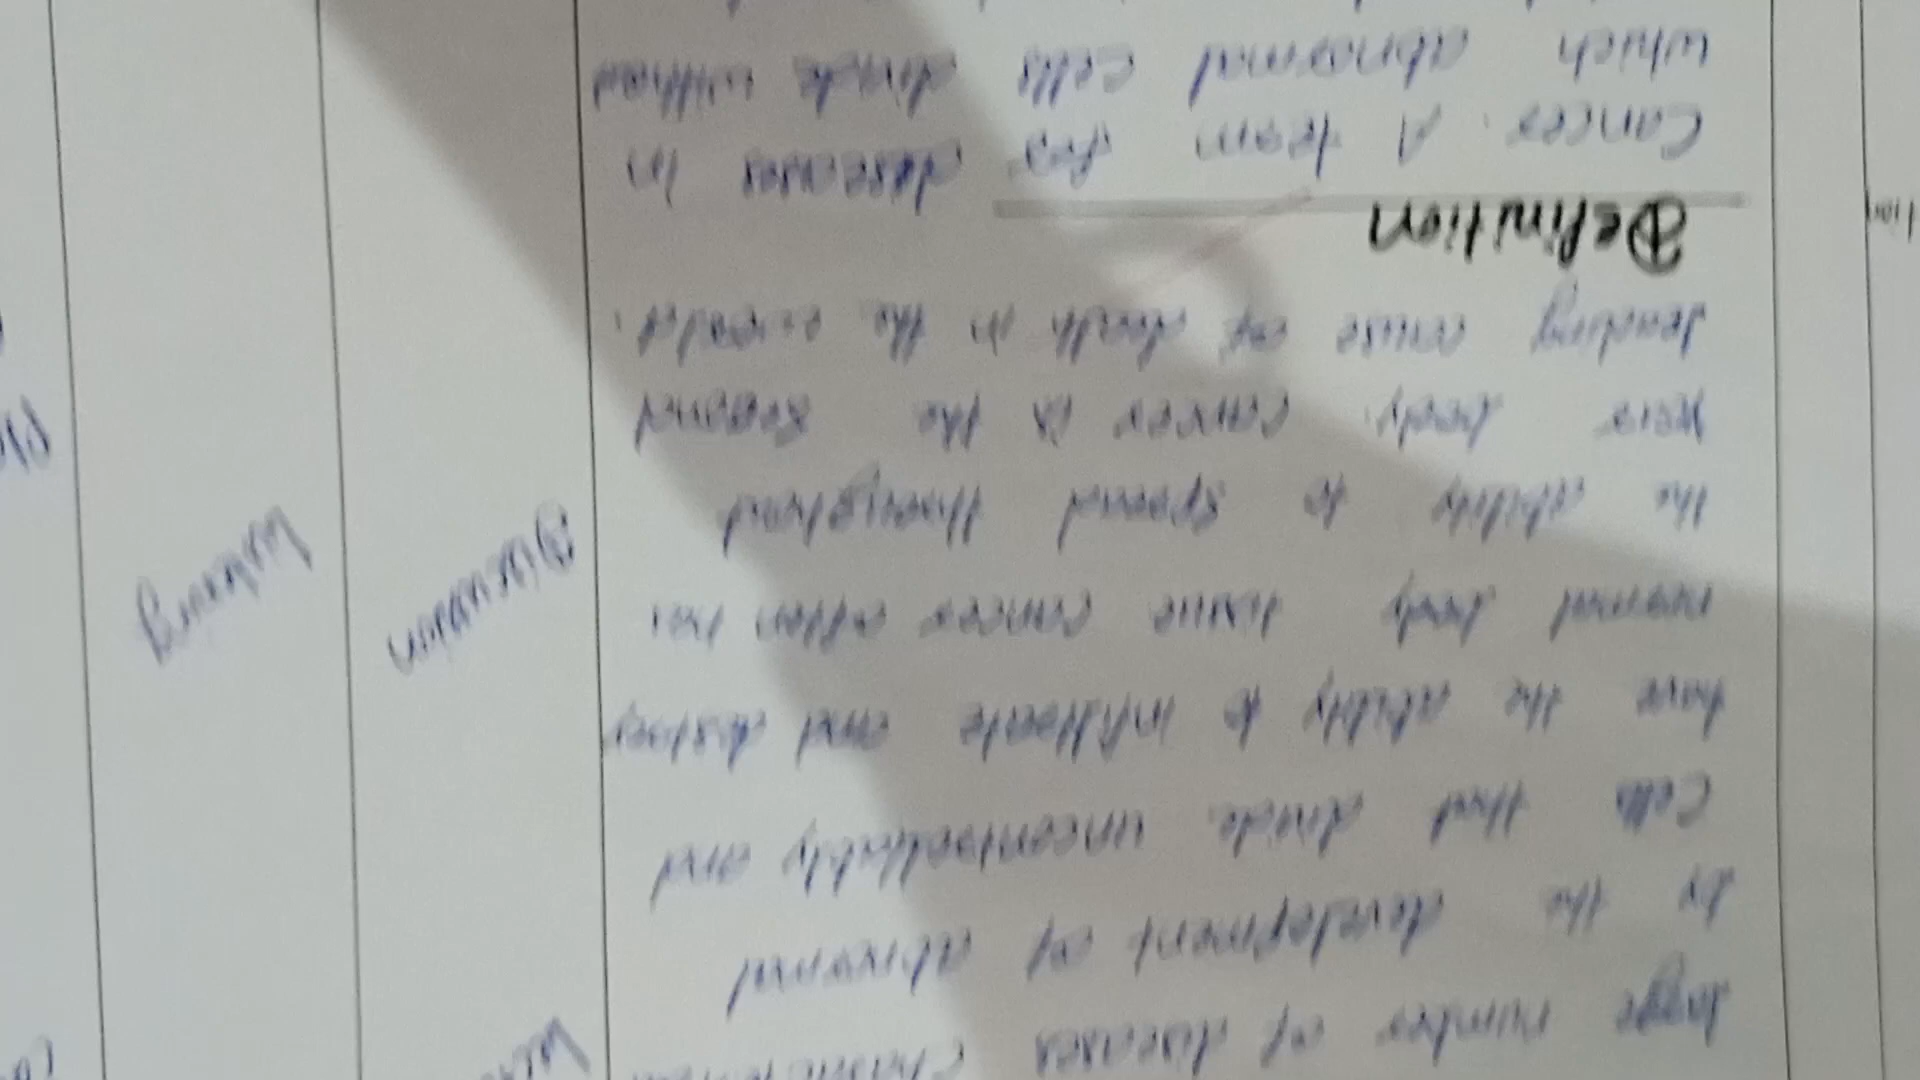 large number of diseases
by the development of abnormal
cells that divide uncontrollably and
have the ability to infiltrate and destroy
normal body tissue cancer often has
the ability to spread
your body. cancer is the
leading cause of death in the world.
Definition
Cancer. A term for diseases in
which abnormal cells divide without
Discussion
tion